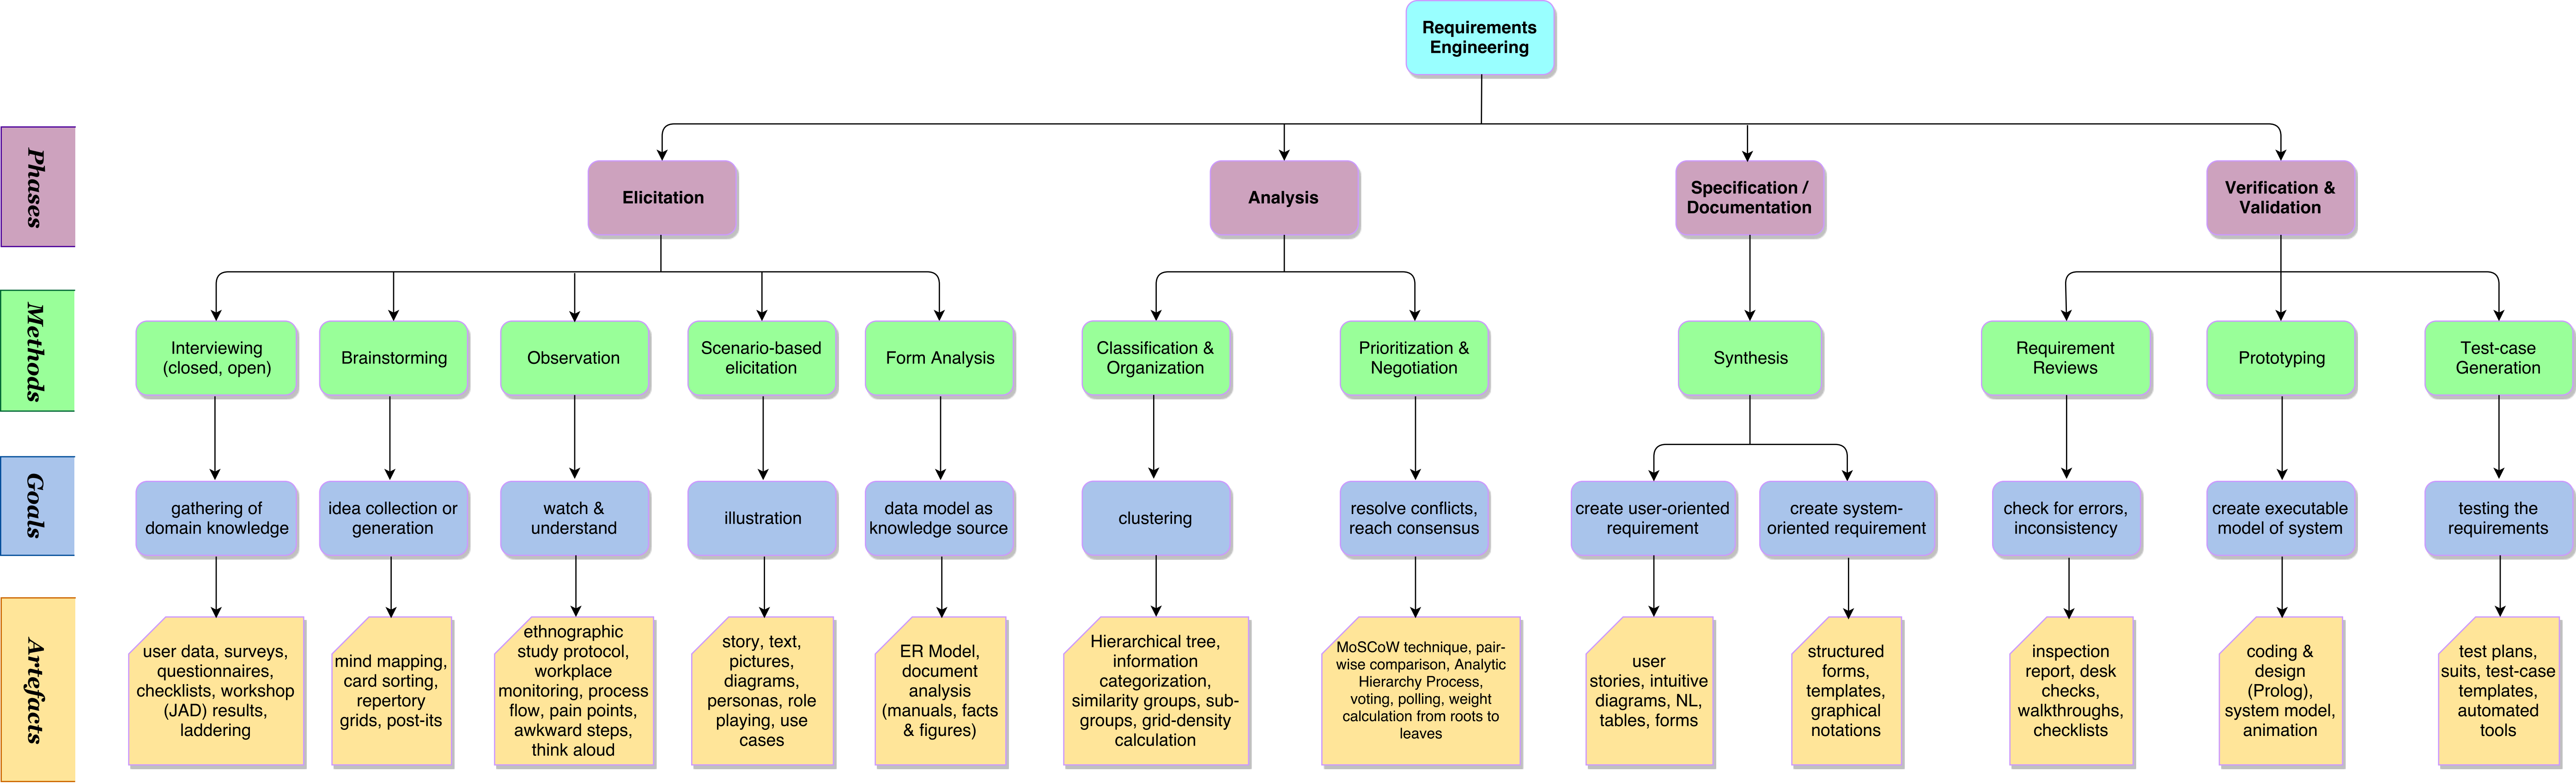 Requirements
Engineering
Phases
Elicitation
Analysis
Specification /
Documentation
Verification &
Validation
Methods
Interviewing
(closed, open)
Brainstorming
Observation
Scenario-based
elicitation
Form Analysis
Classification &
Organization
Prioritization &
Negotiation
Synthesis
Requirement
Reviews
Prototyping
Test-case
Generation
Goals
gathering of
domain knowledge
idea collection or
generation
watch &
understand
illustration
data model as
knowledge source
clustering
resolve conflicts,
reach consensus
create user-oriented
requirement
create system-
oriented requirement
check for errors,
inconsistency
create executable
model of system
testing the
requirements
Artefacts
user data, surveys,
questionnaires,
checklists, workshop
(JAD) results,
laddering
mind mapping,
card sorting,
repertory
grids, post-its
ethnographic
study protocol,
workplace
monitoring, process
flow, pain points,
awkward steps,
think aloud
story, text,
pictures,
diagrams,
personas, role
playing, use
cases
ER Model,
document
analysis
(manuals, facts
& figures)
Hierarchical tree,
information
categorization,
similarity groups, sub-
groups, grid-density
calculation
MoSCoW technique, pair-
wise comparison, Analytic
Hierarchy Process,
voting, polling, weight
calculation from roots to
leaves
user
stories, intuitive
diagrams, NL,
tables, forms
structured
forms,
templates,
graphical
notations
inspection
report, desk
checks,
walkthroughs,
checklists
coding &
design
(Prolog),
system model,
animation
test plans,
suits, test-case
templates,
automated
tools